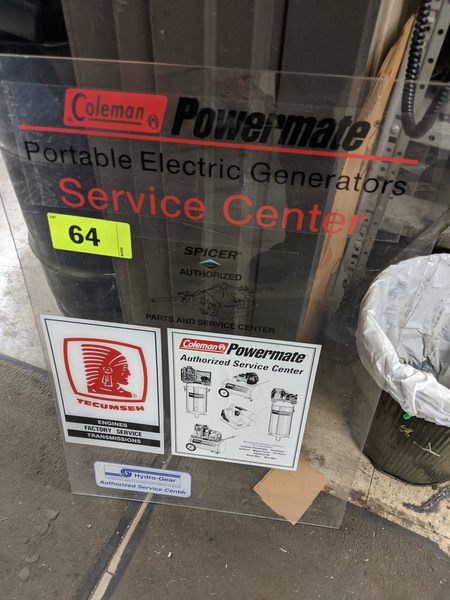 Coleman Powermate
Portable Electric Generators
Service Center
64
SPICER
AUTHORIZED
PARTS AND SERVICE CENTER
TECUMSEH
ENGINES
FACTORY SERVICE
TRANSMISSIONS
Coleman Powermate
Authorized Service Center
Hydro-Gear
Authorized Service Center